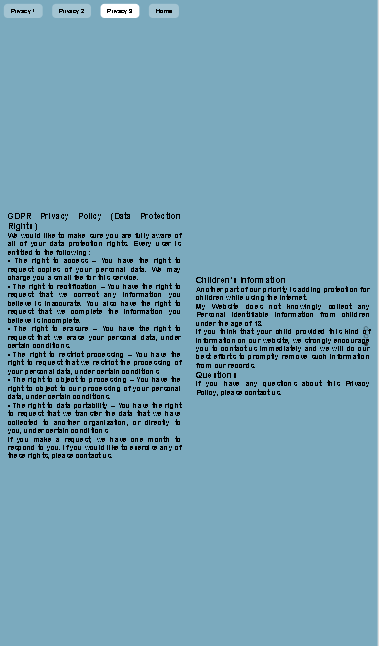 Privacy 1
Privacy 2
Privacy 3
Home
GDPR Privacy Policy (Data Protection
Rights)
We would like to make sure you are fully aware of
all of your data protection rights. Every user is
entitled to the following:
• The right to access – You have the right to
request copies of your personal data. We may
charge you a small fee for this service.
• The right to rectification – You have the right to
request that we correct any information you
believe is inaccurate. You also have the right to
request that we complete the information you
believe is incomplete.
• The right to erasure – You have the right to
request that we erase your personal data, under
certain conditions.
• The right to restrict processing – You have the
right to request that we restrict the processing of
your personal data, under certain conditions.
• The right to object to processing – You have the
right to object to our processing of your personal
data, under certain conditions.
• The right to data portability – You have the right
to request that we transfer the data that we have
collected to another organization, or directly to
you, under certain conditions.
If you make a request, we have one month to
respond to you. If you would like to exercise any of
these rights, please contact us.
Children's Information
Another part of our priority is adding protection for
children while using the internet.
My Website does not knowingly collect any
Personal Identifiable Information from children
under the age of 13.
If you think that your child provided this kind of
information on our website, we strongly encourage
you to contact us immediately and we will do our
best efforts to promptly remove such information
from our records.
Questions
If you have any questions about this Privacy
Policy, please contact us.